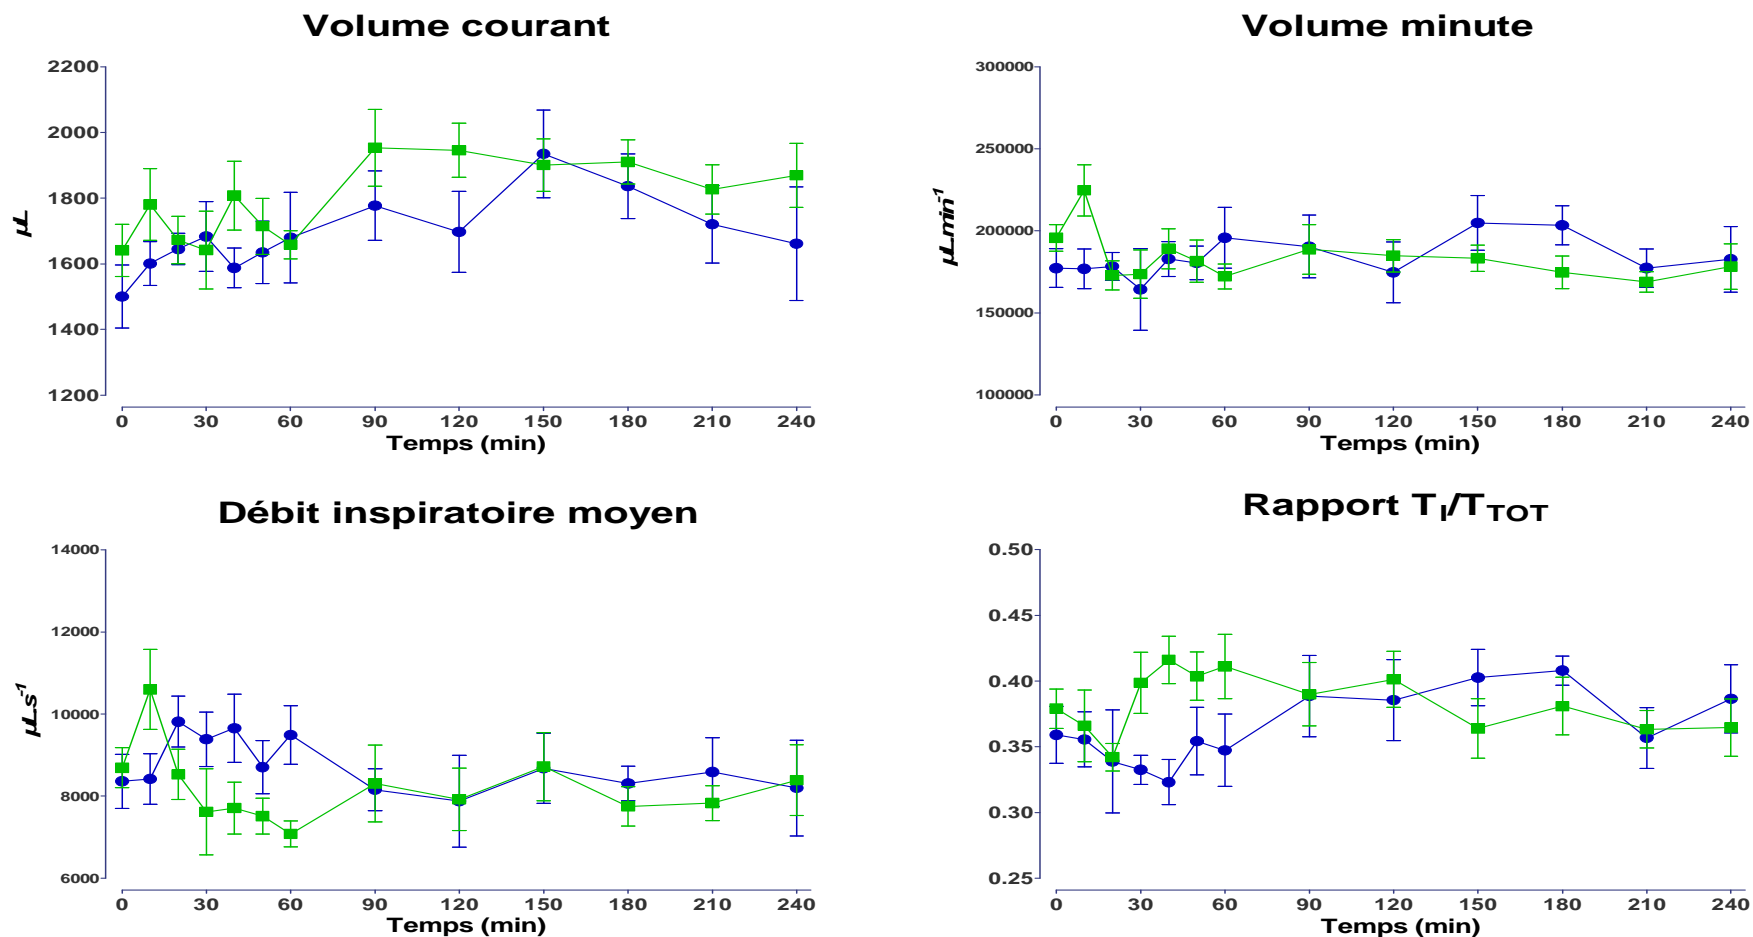 Volume courant
µL
2200
2000
1800
1600
1400
1200
0 30 60 90 120 150 180 210 240
Temps (min)
Volume minute
µL.min-1
300000
250000
200000
150000
100000
0 30 60 90 120 150 180 210 240
Temps (min)
Débit inspiratoire moyen
µL.s-1
14000
12000
10000
8000
6000
0 30 60 90 120 150 180 210 240
Temps (min)
Rapport TI/TTOT
0.50
0.45
0.40
0.35
0.30
0.25
0 30 60 90 120 150 180 210 240
Temps (min)